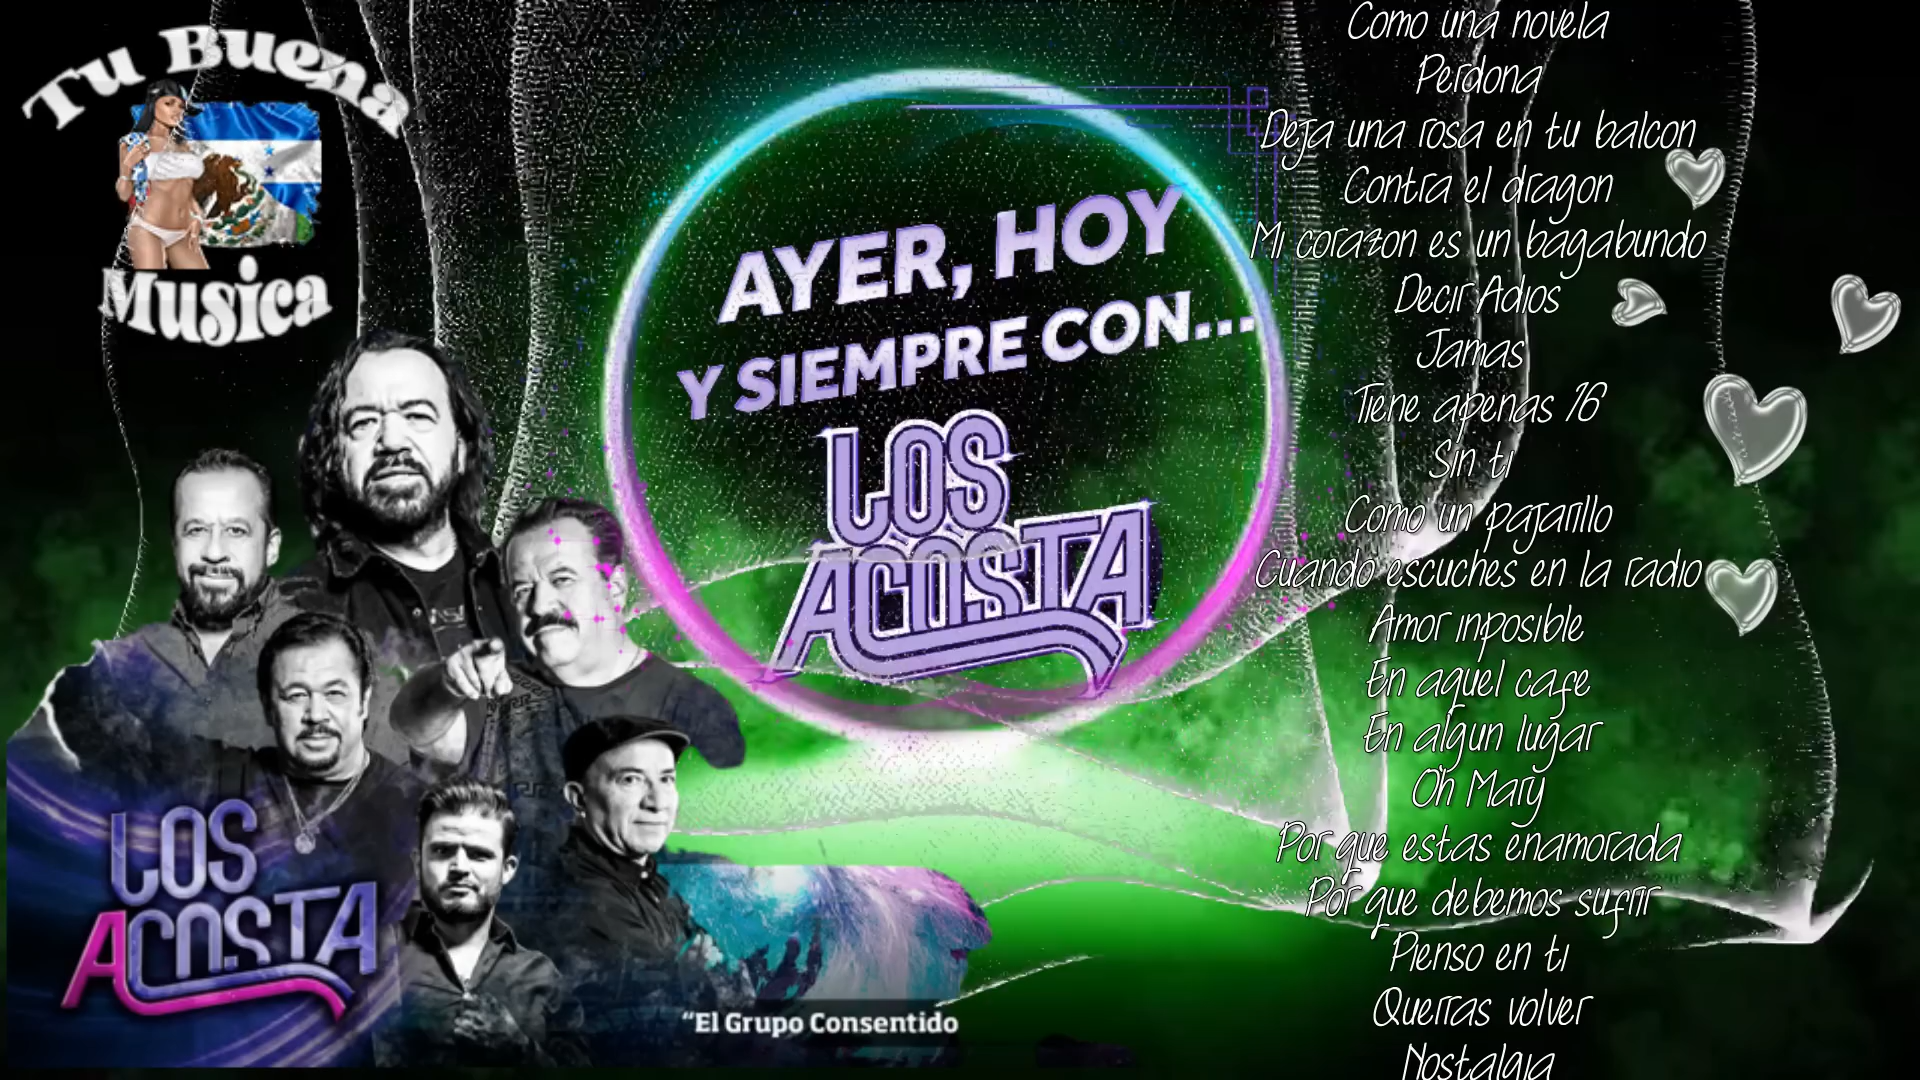 Tu Buena
Musica
AYER, HOY
Y SIEMPRE CON...
LOS
ACOSTA
LOS
ACOSTA
"El Grupo Consentido
Como una novela
Perdona
Deja una rosa en tu balcon
Contra el dragon
Mi corazon es un bagabundo
Decir Adios
Jamas
Tiene apenas 16
Sin ti
Como un pajarillo
Cuando escuches en la radio
Amor inposible
En aquel cafe
En algun lugar
Oh Mary
Por que estas enamorada
Por que debemos sufrir
Pienso en ti
Querras volver
Nostalgia